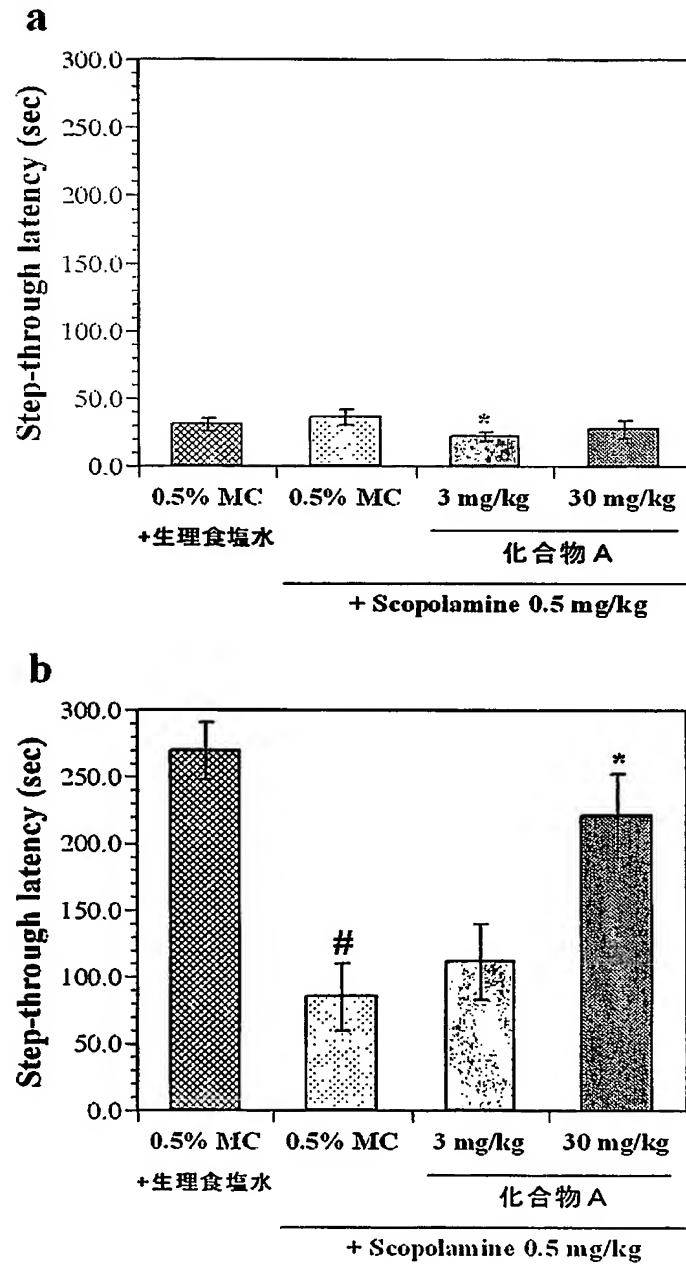 a
Step-through latency (sec)
300.0
250.0
200.0
150.0
100.0
50.0
0.0
*
0.5% MC 0.5% MC 3 mg/kg 30 mg/kg
+生理食塩水
化合物 A
+ Scopolamine 0.5 mg/kg
b
Step-through latency (sec)
300.0
250.0
200.0
150.0
100.0
50.0
0.0
#
*
0.5% MC 0.5% MC 3 mg/kg 30 mg/kg
+生理食塩水
化合物 A
+ Scopolamine 0.5 mg/kg